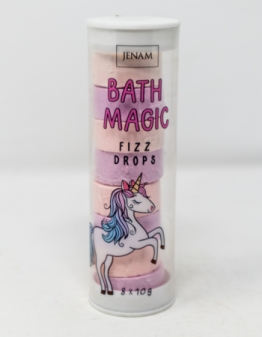 JENAM
BATH
MAGIC
FIZZ
DROPS
8 x 10g